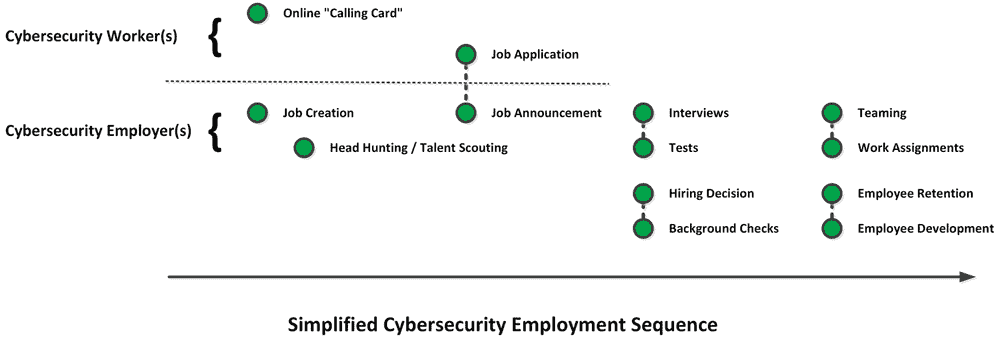 Online "Calling Card"
Cybersecurity Worker(s)
Job Application
Job Creation
Job Announcement
Interviews
Teaming
Cybersecurity Employer(s)
Head Hunting / Talent Scouting
Tests
Work Assignments
Hiring Decision
Employee Retention
Background Checks
Employee Development
Simplified Cybersecurity Employment Sequence